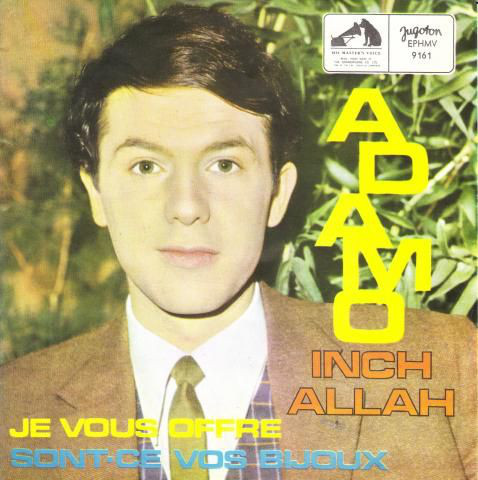 HIS MASTER'S VOICE
Jugoton
EPHMV
9161
ADAMO
INCH
ALLAH
JE VOUS OFFRE
SONT-CE VOS BIJOUX